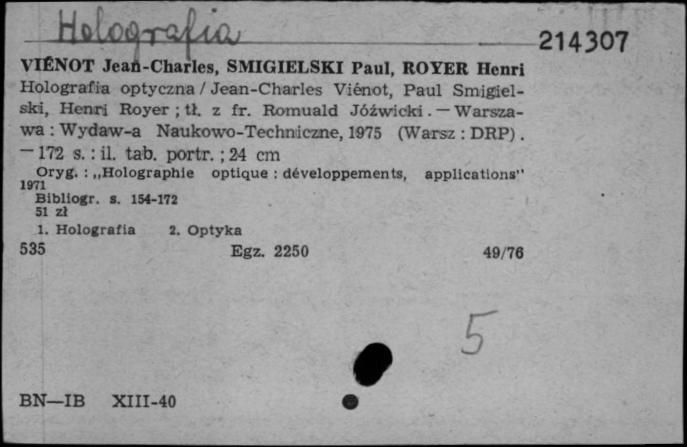 Holografia
214307
VIÉNOT Jean-Charles, SMIGIELSKI Paul, ROYER Henri
Holografia optyczna / Jean-Charles Viénot, Paul Smigiel-
ski, Henri Royer ; tł. z fr. Romuald Jóźwicki. — Warsza-
wa : Wydaw-a Naukowo-Techniczne, 1975 (Warsz : DRP).
— 172 s. : il. tab. portr. ; 24 cm
Oryg. : „Holographie optique : développements, applications"
1971
Bibliogr. s. 154-172
51 zł
1. Holografia 2. Optyka
535 Egz. 2250 49/76
5
BN—IB XIII-40